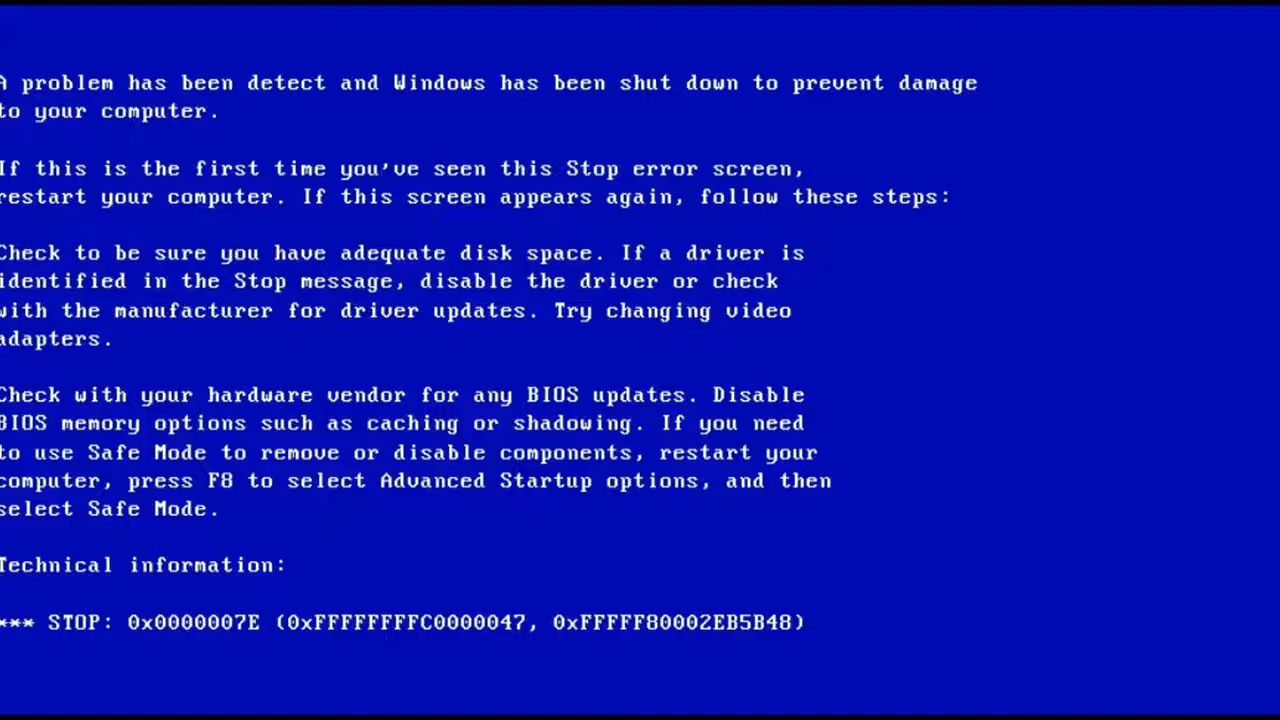 A problem has been detect and Windows has been shut down to prevent damage
to your computer.
If this is the first time you've seen this Stop error screen,
restart your computer. If this screen appears again, follow these steps:
Check to be sure you have adequate disk space. If a driver is
identified in the Stop message, disable the driver or check
with the manufacturer for driver updates. Try changing video
adapters.
Check with your hardware vendor for any BIOS updates. Disable
BIOS memory options such as caching or shadowing. If you need
to use Safe Mode to remove or disable components, restart your
computer, press F8 to select Advanced Startup options, and then
select Safe Mode.
Technical information:
*** STOP: 0x0000007E (0xFFFFFFFFC0000047, 0xFFFFF80002EB5B48)